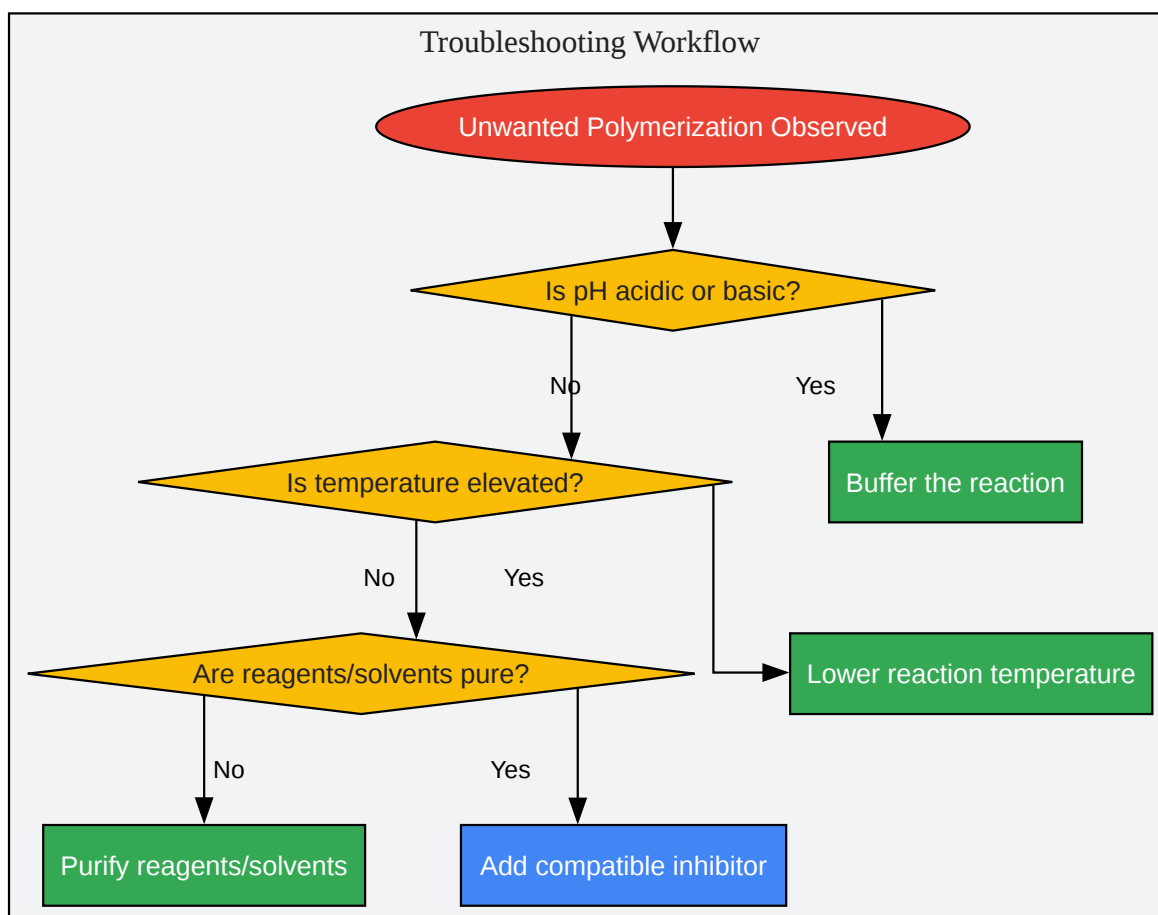 Troubleshooting Workflow
Unwanted Polymerization Observed
Is pH acidic or basic?
No
Yes
Is temperature elevated?
Buffer the reaction
No
Yes
Are reagents/solvents pure?
Lower reaction temperature
No
Yes
Purify reagents/solvents
Add compatible inhibitor